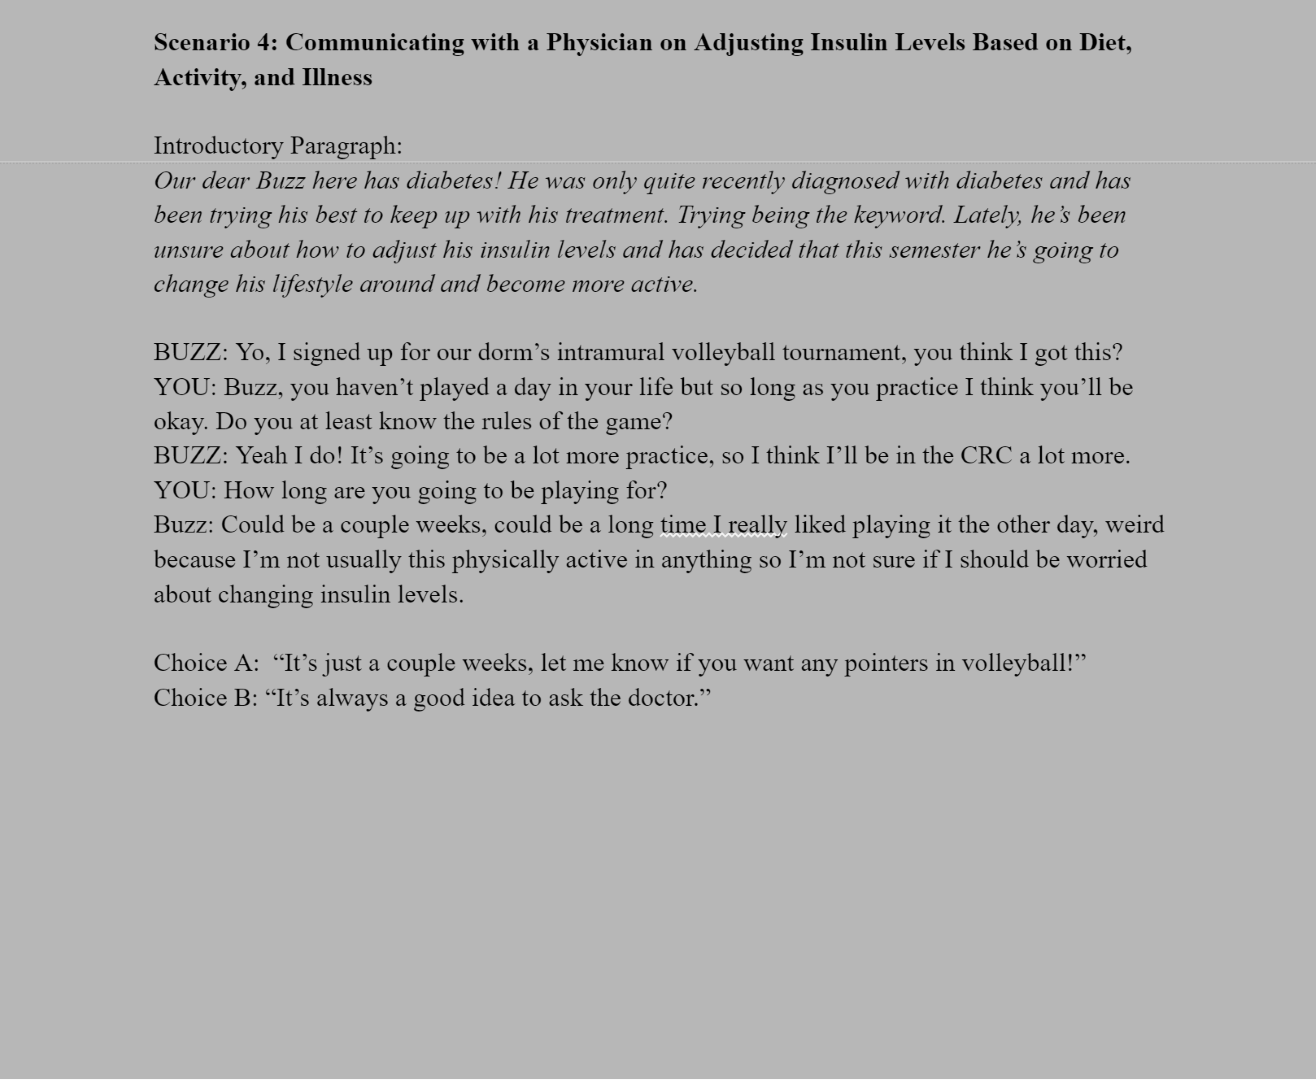 Scenario 4: Communicating with a Physician on Adjusting Insulin Levels Based on Diet,
Activity, and Illness
Introductory Paragraph:
Our dear Buzz here has diabetes! He was only quite recently diagnosed with diabetes and has
been trying his best to keep up with his treatment. Trying being the keyword. Lately, he’s been
unsure about how to adjust his insulin levels and has decided that this semester he’s going to
change his lifestyle around and become more active.
BUZZ: Yo, I signed up for our dorm’s intramural volleyball tournament, you think I got this?
YOU: Buzz, you haven’t played a day in your life but so long as you practice I think you’ll be
okay. Do you at least know the rules of the game?
BUZZ: Yeah I do! It’s going to be a lot more practice, so I think I’ll be in the CRC a lot more.
YOU: How long are you going to be playing for?
Buzz: Could be a couple weeks, could be a long time I really liked playing it the other day, weird
because I’m not usually this physically active in anything so I’m not sure if I should be worried
about changing insulin levels.
Choice A:  “It’s just a couple weeks, let me know if you want any pointers in volleyball!”
Choice B: “It’s always a good idea to ask the doctor.”